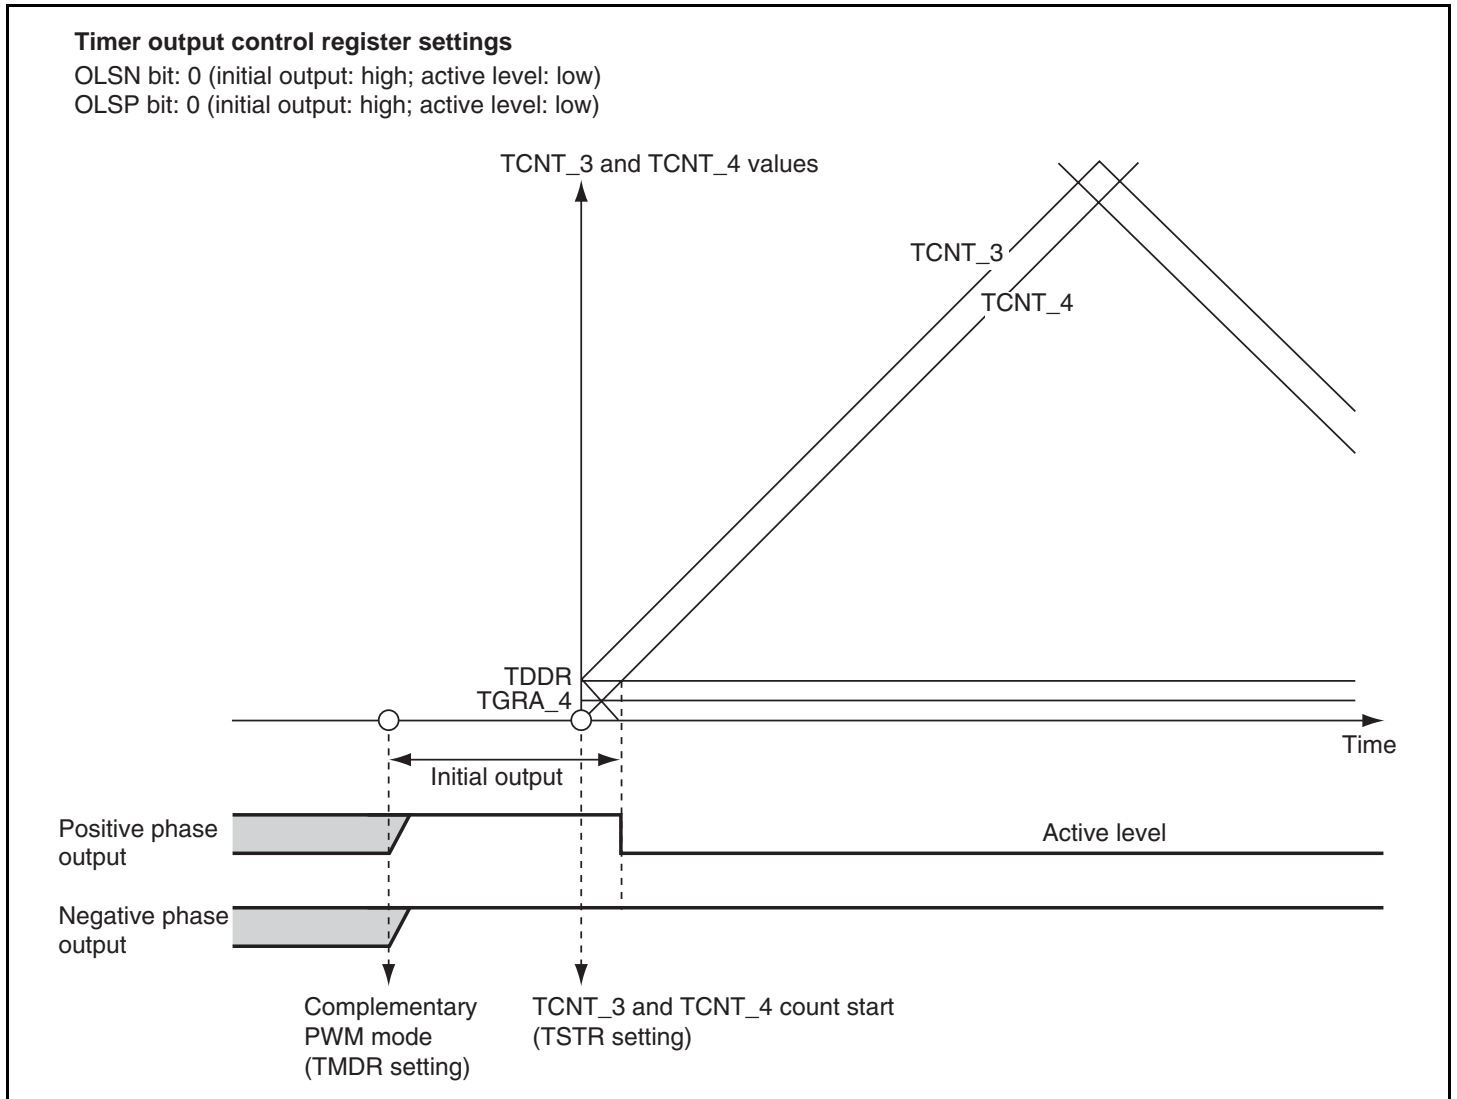 Timer output control register settings
OLSN bit: 0 (initial output: high; active level: low)
OLSP bit: 0 (initial output: high; active level: low)
TCNT_3 and TCNT_4 values
TCNT_3
TCNT_4
TDDR
TGRA_4
Time
Initial output
Positive phase
output
Active level
Negative phase
output
Complementary
PWM mode
(TMDR setting)
TCNT_3 and TCNT_4 count start
(TSTR setting)